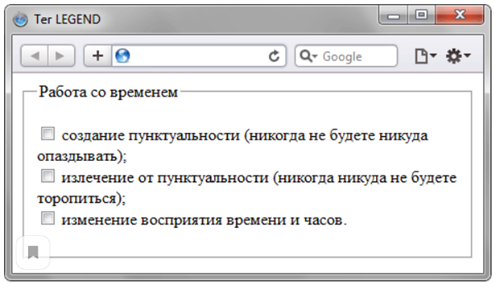 Тег LEGEND
Google
Работа со временем
создание пунктуальности (никогда не будете никуда
опаздывать);
излечение от пунктуальности (никогда никуда не будете
торопиться);
изменение восприятия времени и часов.